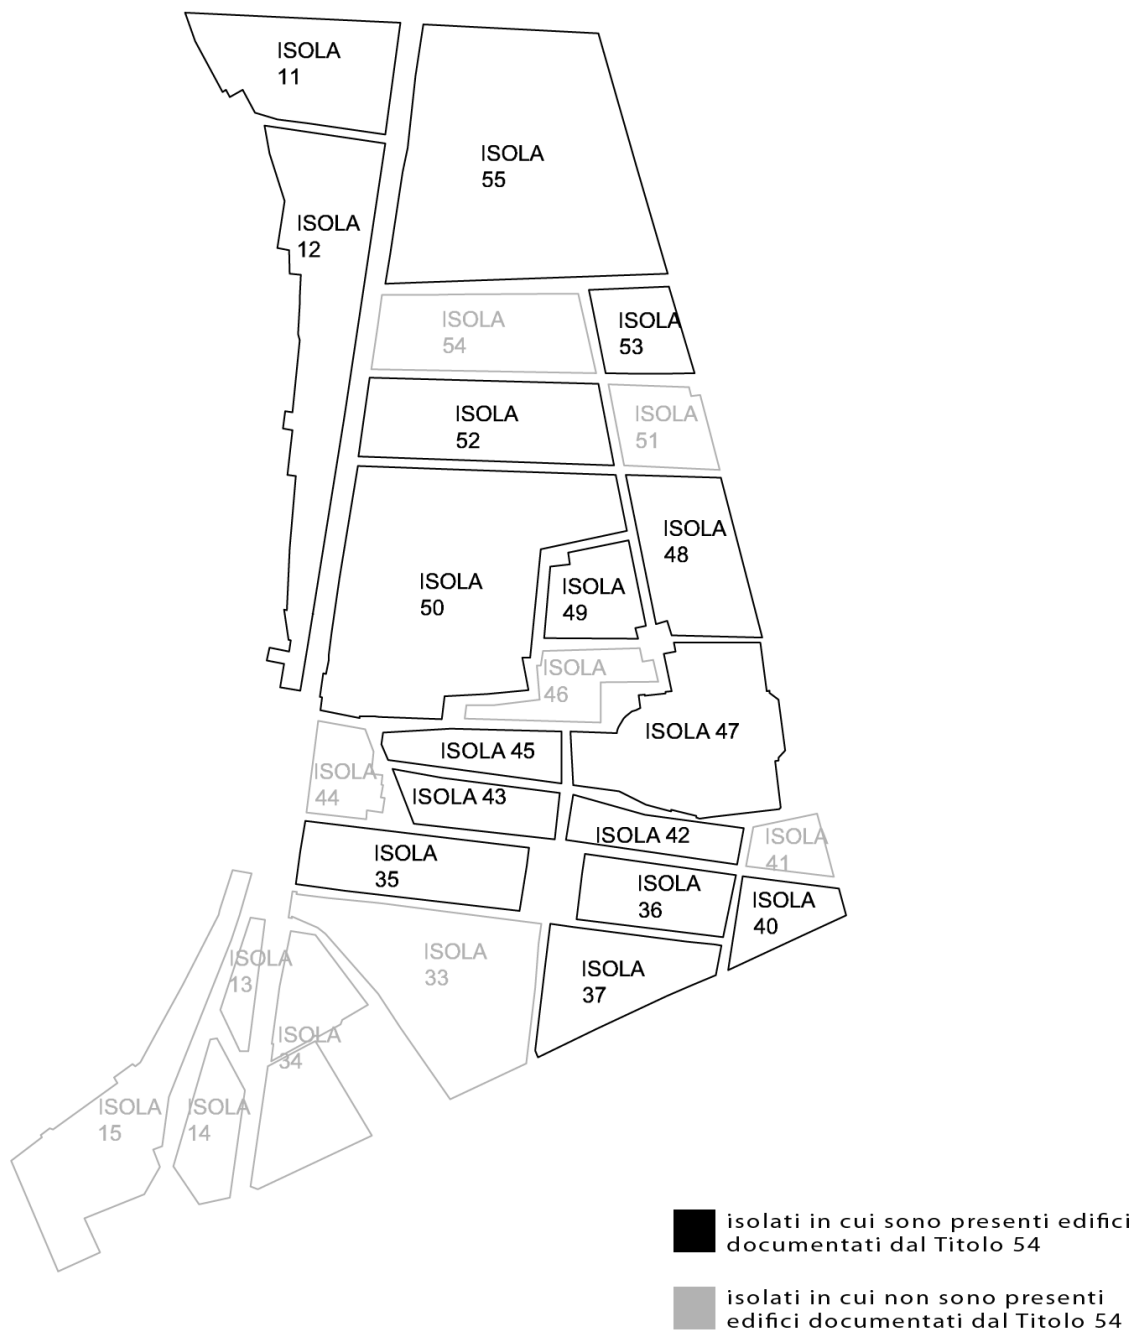 ISOLA
11
ISOLA
55
ISOLA
12
ISOLA
54
ISOLA
53
ISOLA
52
ISOLA
51
ISOLA
48
ISOLA
50
ISOLA
49
ISOLA
46
ISOLA 47
ISOLA 45
ISOLA
44
ISOLA 43
ISOLA 42
ISOLA
41
ISOLA
35
ISOLA
36
ISOLA
40
ISOLA
33
ISOLA
37
ISOLA
13
ISOLA
34
ISOLA
15
ISOLA
14
isolati in cui sono presenti edifici
documentati dal Titolo 54
isolati in cui non sono presenti
edifici documentati dal Titolo 54